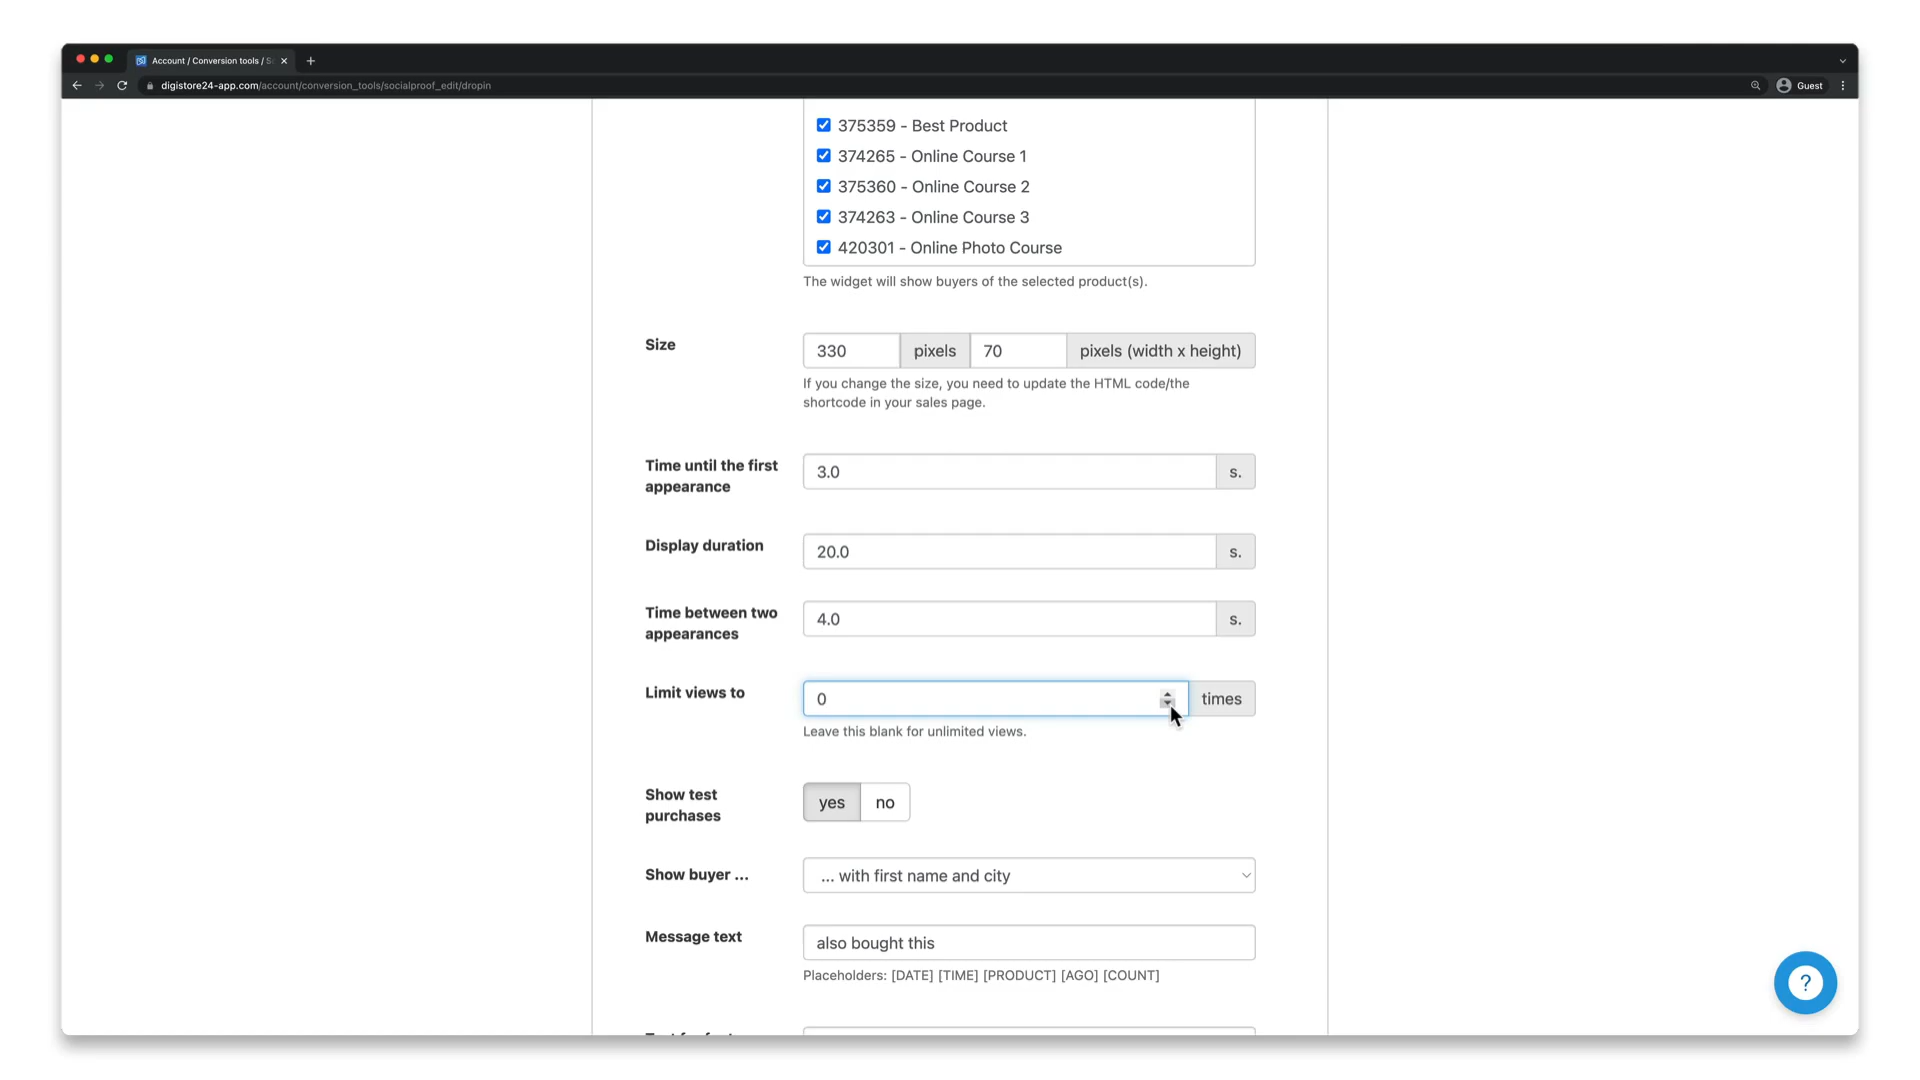 Account / Conversion tools / S
digistore24-app.com/account/conversion_tools/socialproof_edit/dropin
Guest
375359 - Best Product
374265 - Online Course 1
375360 - Online Course 2
374263 - Online Course 3
420301 - Online Photo Course
The widget will show buyers of the selected product(s).
Size
330 pixels 70 pixels (width x height)
If you change the size, you need to update the HTML code/the
shortcode in your sales page.
Time until the first
appearance
3.0 s.
Display duration
20.0 s.
Time between two
appearances
4.0 s.
Limit views to
0 times
Leave this blank for unlimited views.
Show test
purchases
yes no
Show buyer ...
... with first name and city
Message text
also bought this
Placeholders: [DATE] [TIME] [PRODUCT] [AGO] [COUNT]
?